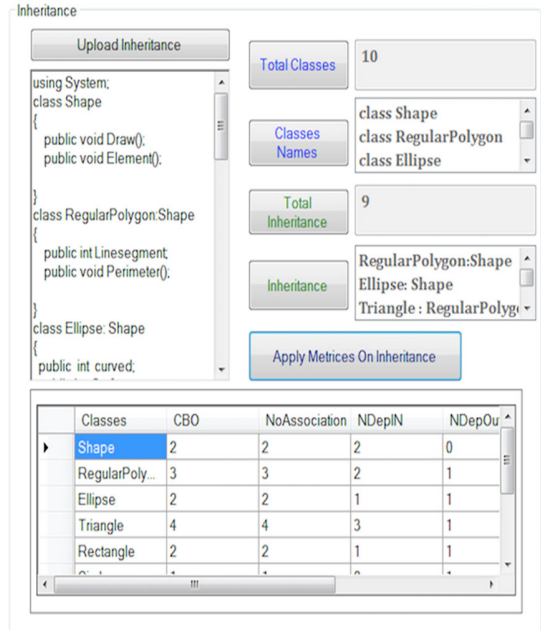 Inheritance
Upload Inheritance
using System;
class Shape
{
public void Draw();
public void Element();
}
class RegularPolygon:Shape
{
public int Linesegment;
public void Perimeter();
}
class Ellipse: Shape
{
public int curved;
Total Classes
10
Classes Names
class Shape
class RegularPolygon
class Ellipse
Total Inheritance
9
Inheritance
RegularPolygon:Shape
Ellipse: Shape
Triangle : RegularPolyg
Apply Metrices On Inheritance
Classes CBO NoAssociation NDepIN NDepOu
Shape 2 2 2 0
RegularPoly... 3 3 2 1
Ellipse 2 2 1 1
Triangle 4 4 3 1
Rectangle 2 2 1 1